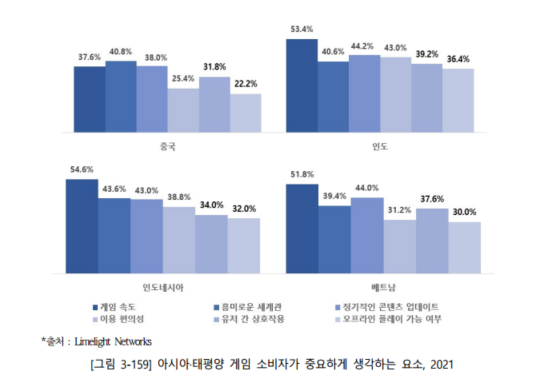 53.4%
37.6% 40.8% 38.0% 25.4% 31.8% 22.2%
40.6% 44.2% 43.0% 39.2% 36.4%
중국 인도
54.6% 43.6% 43.0% 38.8% 34.0% 32.0%
51.8% 39.4% 44.0% 31.2% 37.6% 30.0%
인도네시아 베트남
■게임 속도 ■흥미로운 세계관 ■정기적인 콘텐츠 업데이트
■이용 편의성 ■유저 간 상호작용 ■오프라인 플레이 가능 여부
*출처 : Limelight Networks
[그림 3-159] 아시아·태평양 게임 소비자가 중요하게 생각하는 요소, 2021